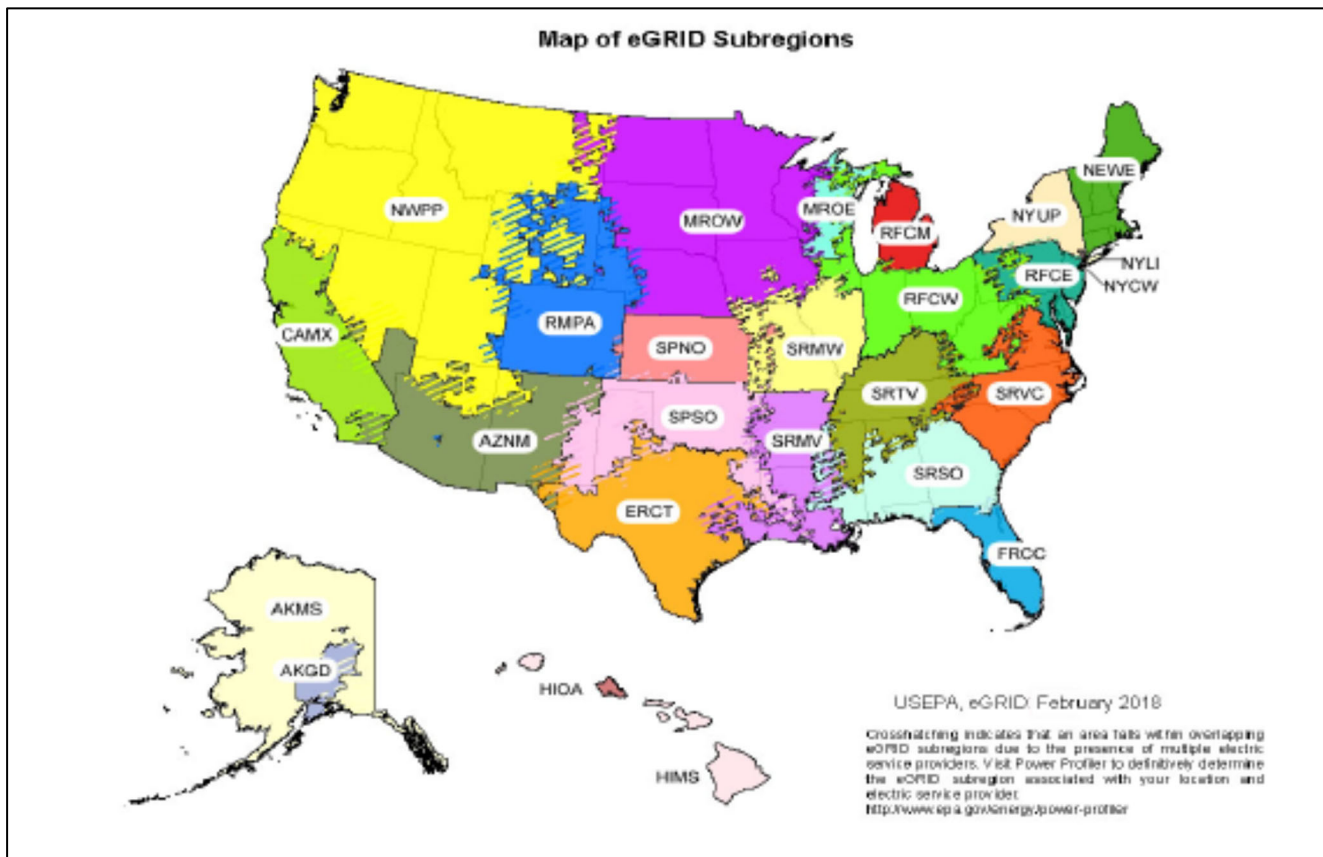 Map of eGRID Subregions
NWPP
MROW
MROE
RFCM
NYUP
NEWE
NYLI
NYCW
RFCE
RFCW
CAMX
RMPA
SPNO
SRMW
SRTV
SRVC
AZNM
SPSO
SRMV
SRSO
ERCT
FRCC
AKMS
AKGD
HIOA
HIMS
USEPA, eGRID: February 2018
Crosshatching indicates that an area falls within overlapping
eGRID subregions due to the presence of multiple electric
service providers. Visit Power Profiler to definitively determine
the eGRID subregion associated with your location and
electric service provider.
http://www.epa.gov/energy/power-profiler